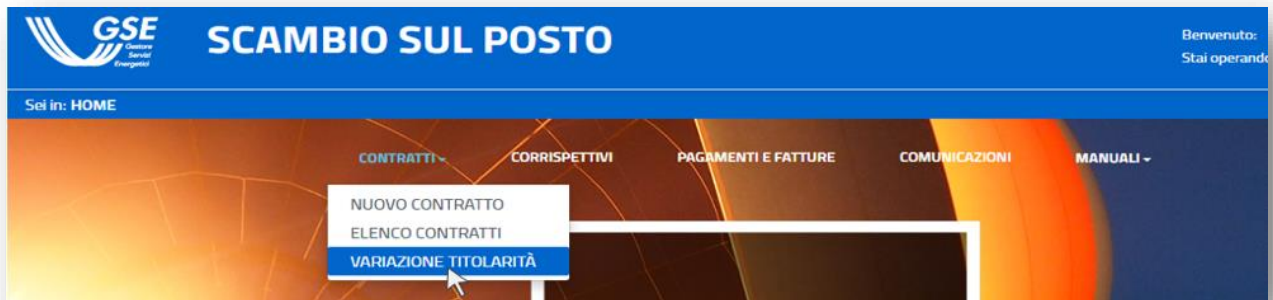 GSE
Gestore
Servizi
Energetici
SCAMBIO SUL POSTO
Benvenuto:
Stai operando
Sei in: HOME
CONTRATTI CORRISPETTIVI PAGAMENTI E FATTURE COMUNICAZIONI MANUALI
NUOVO CONTRATTO
ELENCO CONTRATTI
VARIAZIONE TITOLARITÀ